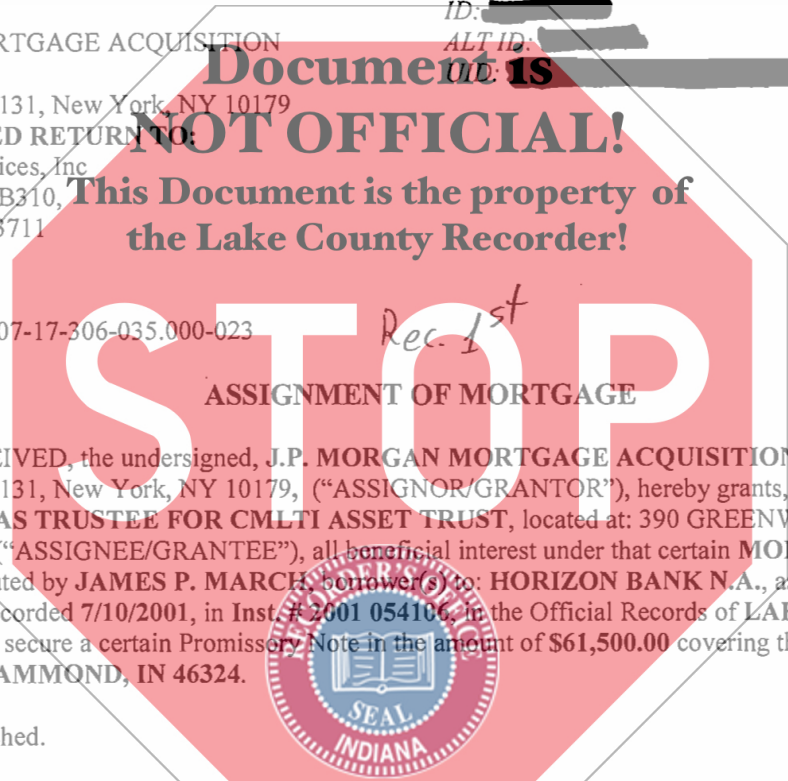 ID:
RTGAGE ACQUISITION
ALT ID:
Document is
UID:
131, New York, NY 10179
NOT OFFICIAL!
ED RETURN TO:
ices, Inc
B310,
This Document is the property of
3711
the Lake County Recorder!
07-17-306-035.000-023
Rec. 1st
STOP
ASSIGNMENT OF MORTGAGE
EIVED, the undersigned, J.P. MORGAN MORTGAGE ACQUISITION
131, New York, NY 10179, (“ASSIGNOR/GRANTOR”), hereby grants,
AS TRUSTEE FOR CMLTI ASSET TRUST, located at: 390 GREENW
(“ASSIGNEE/GRANTEE”), all beneficial interest under that certain MO
uted by JAMES P. MARCH, borrower(s) to: HORIZON BANK N.A., a
ecorded 7/10/2001, in Inst. # 2001 054106, in the Official Records of LA
secure a certain Promissory Note in the amount of $61,500.00 covering th
AMMOND, IN 46324.
hed.
RECORDER'S OFFICE
SEAL
INDIANA